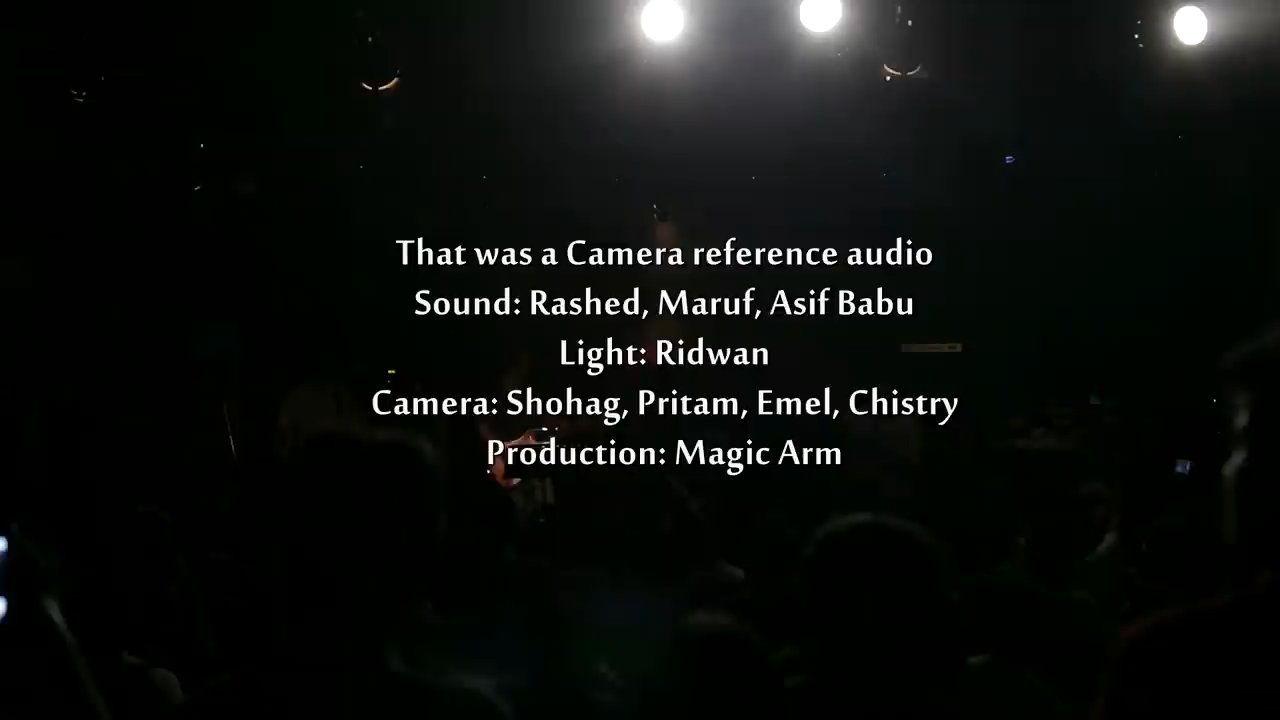 That was a Camera reference audio
Sound: Rashed, Maruf, Asif Babu
Light: Ridwan
Camera: Shohag, Pritam, Emel, Chistry
Production: Magic Arm